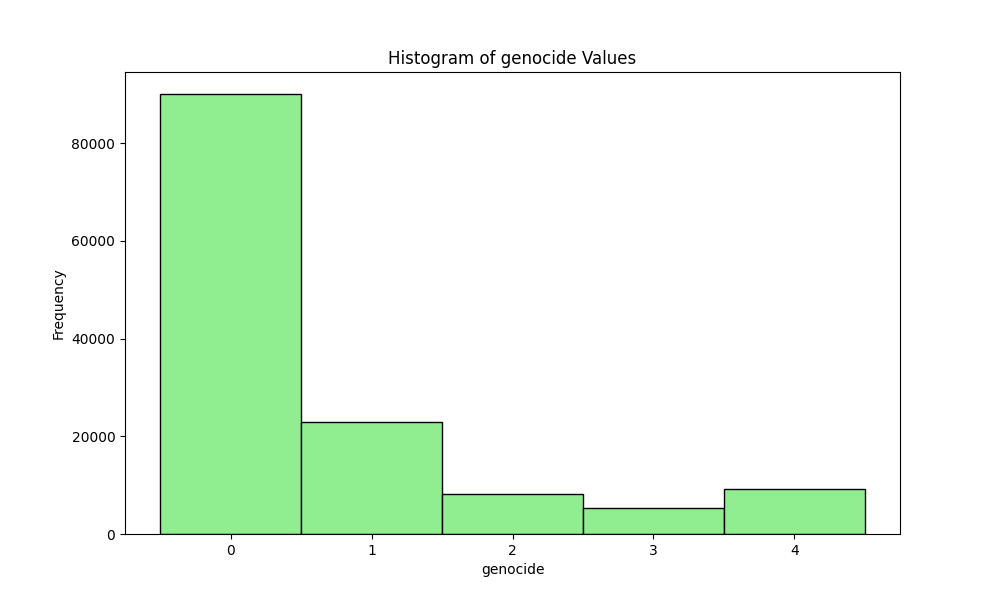 Histogram of genocide Values
80000
60000
40000
20000
0
Frequency
0 1 2 3 4
genocide